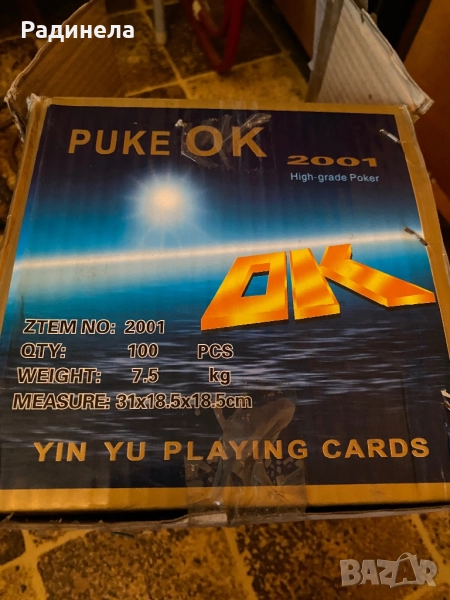 Радинела
PUKE OK 2001
High-grade Poker
OK
ZTEM NO: 2001
QTY: 100 PCS
WEIGHT: 7.5 kg
MEASURE: 31x18.5x18.5cm
YIN YU PLAYING CARDS
BAZAR